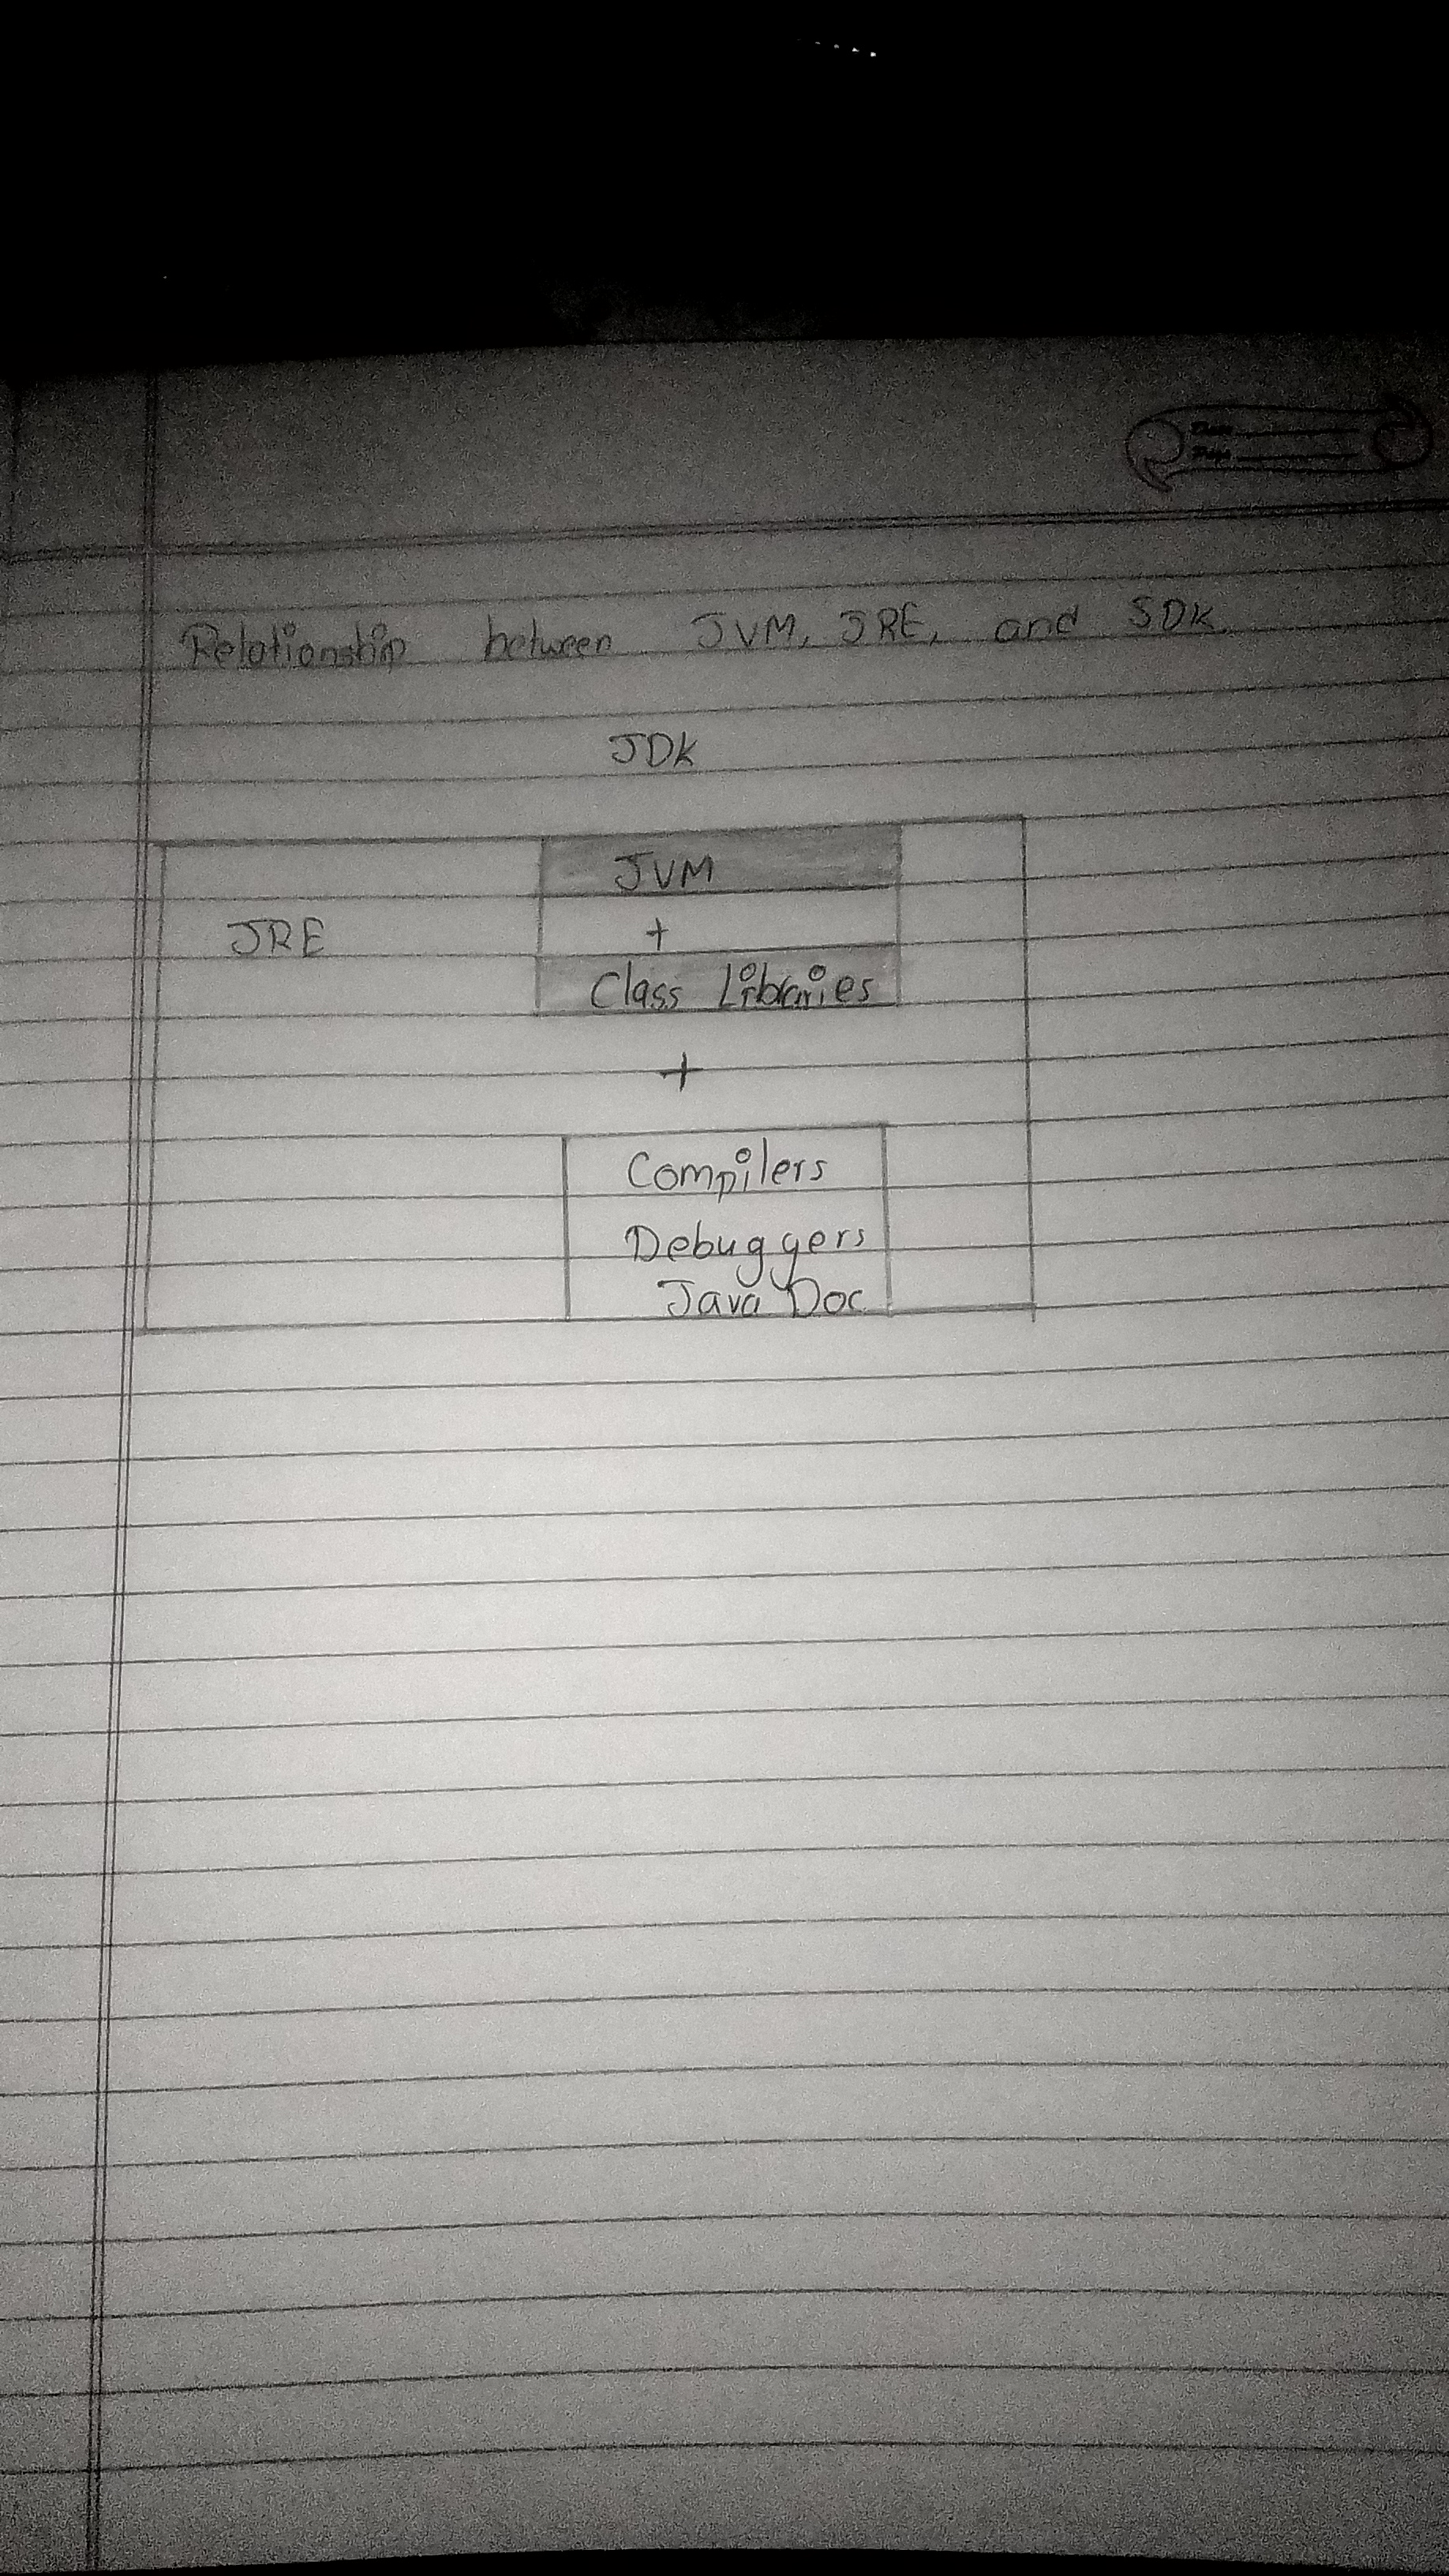 Date
Page
Relationship between JVM, JRE, and SDK.
JDK
JVM
JRE
+
Class Libraries
+
Compilers
Debuggers
Java Doc